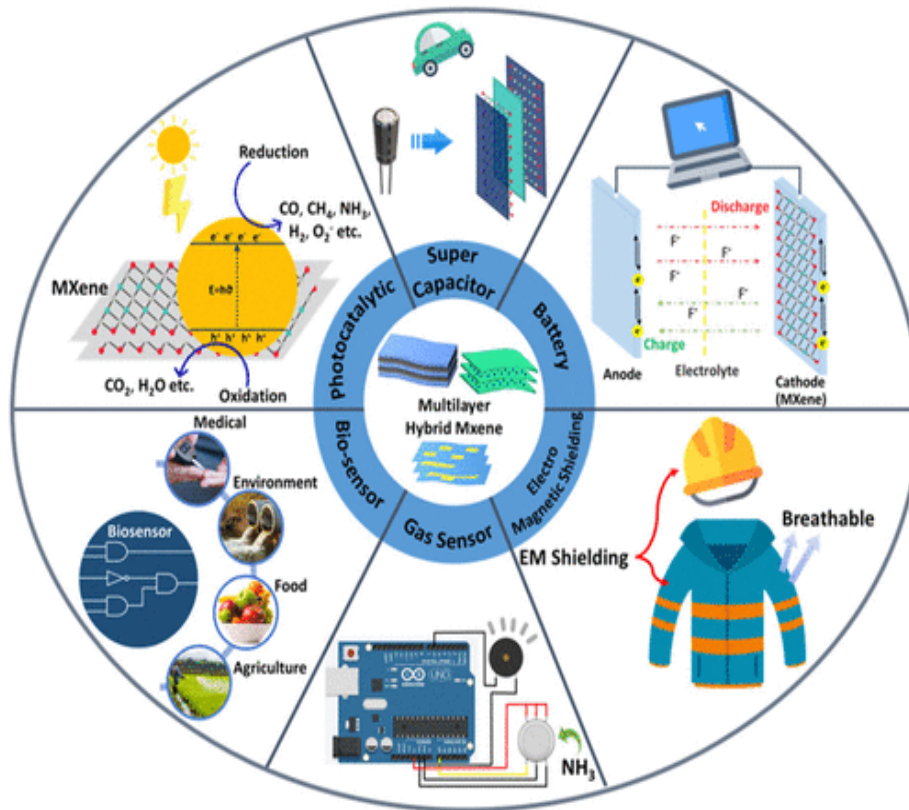 Super
Capacitor
Battery
Electro
Magnetic Shielding
Gas Sensor
Bio-sensor
Photocatalytic
Multilayer
Hybrid Mxene
Reduction
CO, CH₄, NH₃,
H₂, O₂⁻ etc.
e⁻ e⁻ e⁻ e⁻
MXene
h⁺ h⁺ h⁺ h⁺
CO₂, H₂O etc.
Oxidation
Discharge
F⁻
F⁻
F⁻
F⁻
F⁻
F⁻
e⁻
e⁻
e⁻
e⁻
Charge
Anode
Electrolyte
Cathode
(MXene)
EM Shielding
Breathable
UNO
NH₃
Medical
Environment
Biosensor
Food
Agriculture